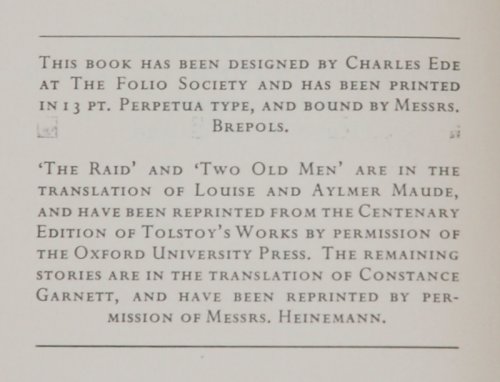 This book has been designed by Charles Ede
at The Folio Society and has been printed
in 13 pt. Perpetua type, and bound by Messrs.
Brepols.
‘The Raid’ and ‘Two Old Men’ are in the
translation of Louise and Aylmer Maude,
and have been reprinted from the Centenary
Edition of Tolstoy’s Works by permission of
the Oxford University Press. The remaining
stories are in the translation of Constance
Garnett, and have been reprinted by per-
mission of Messrs. Heinemann.